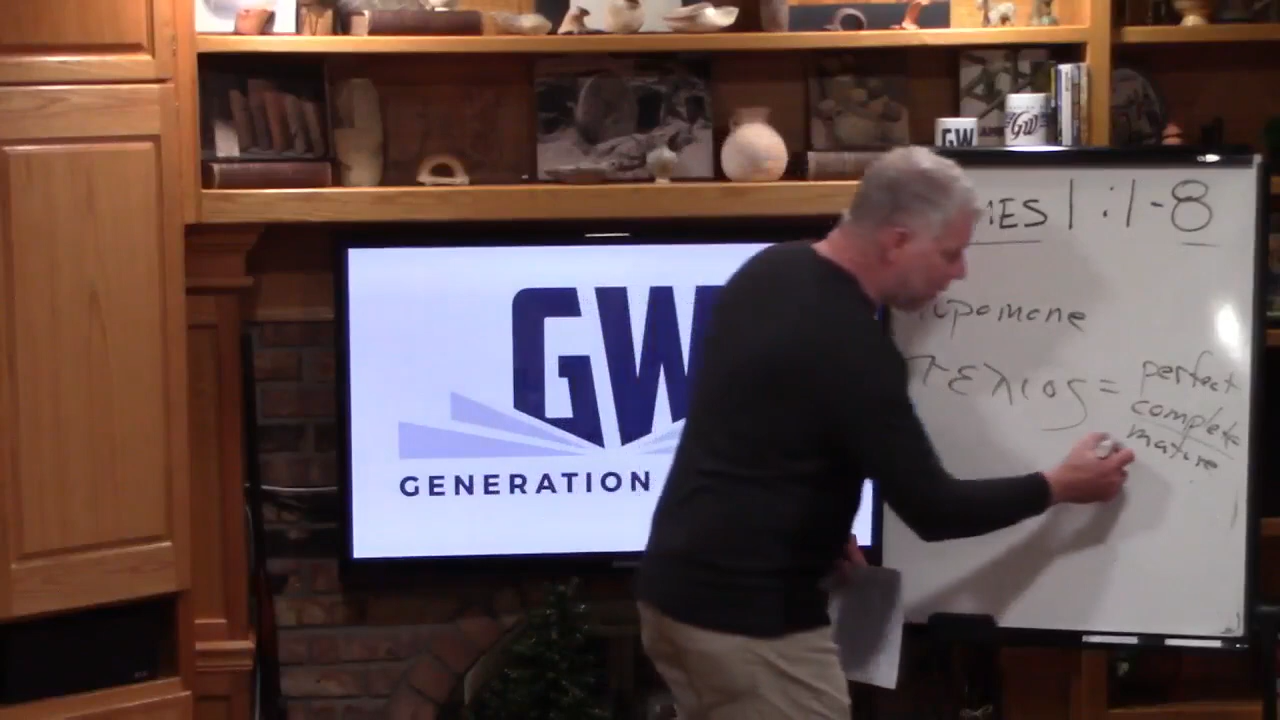 GW
GW
MES 1:1-8
upomone
τελιος = perfect
complete
mature
GW
GENERATION